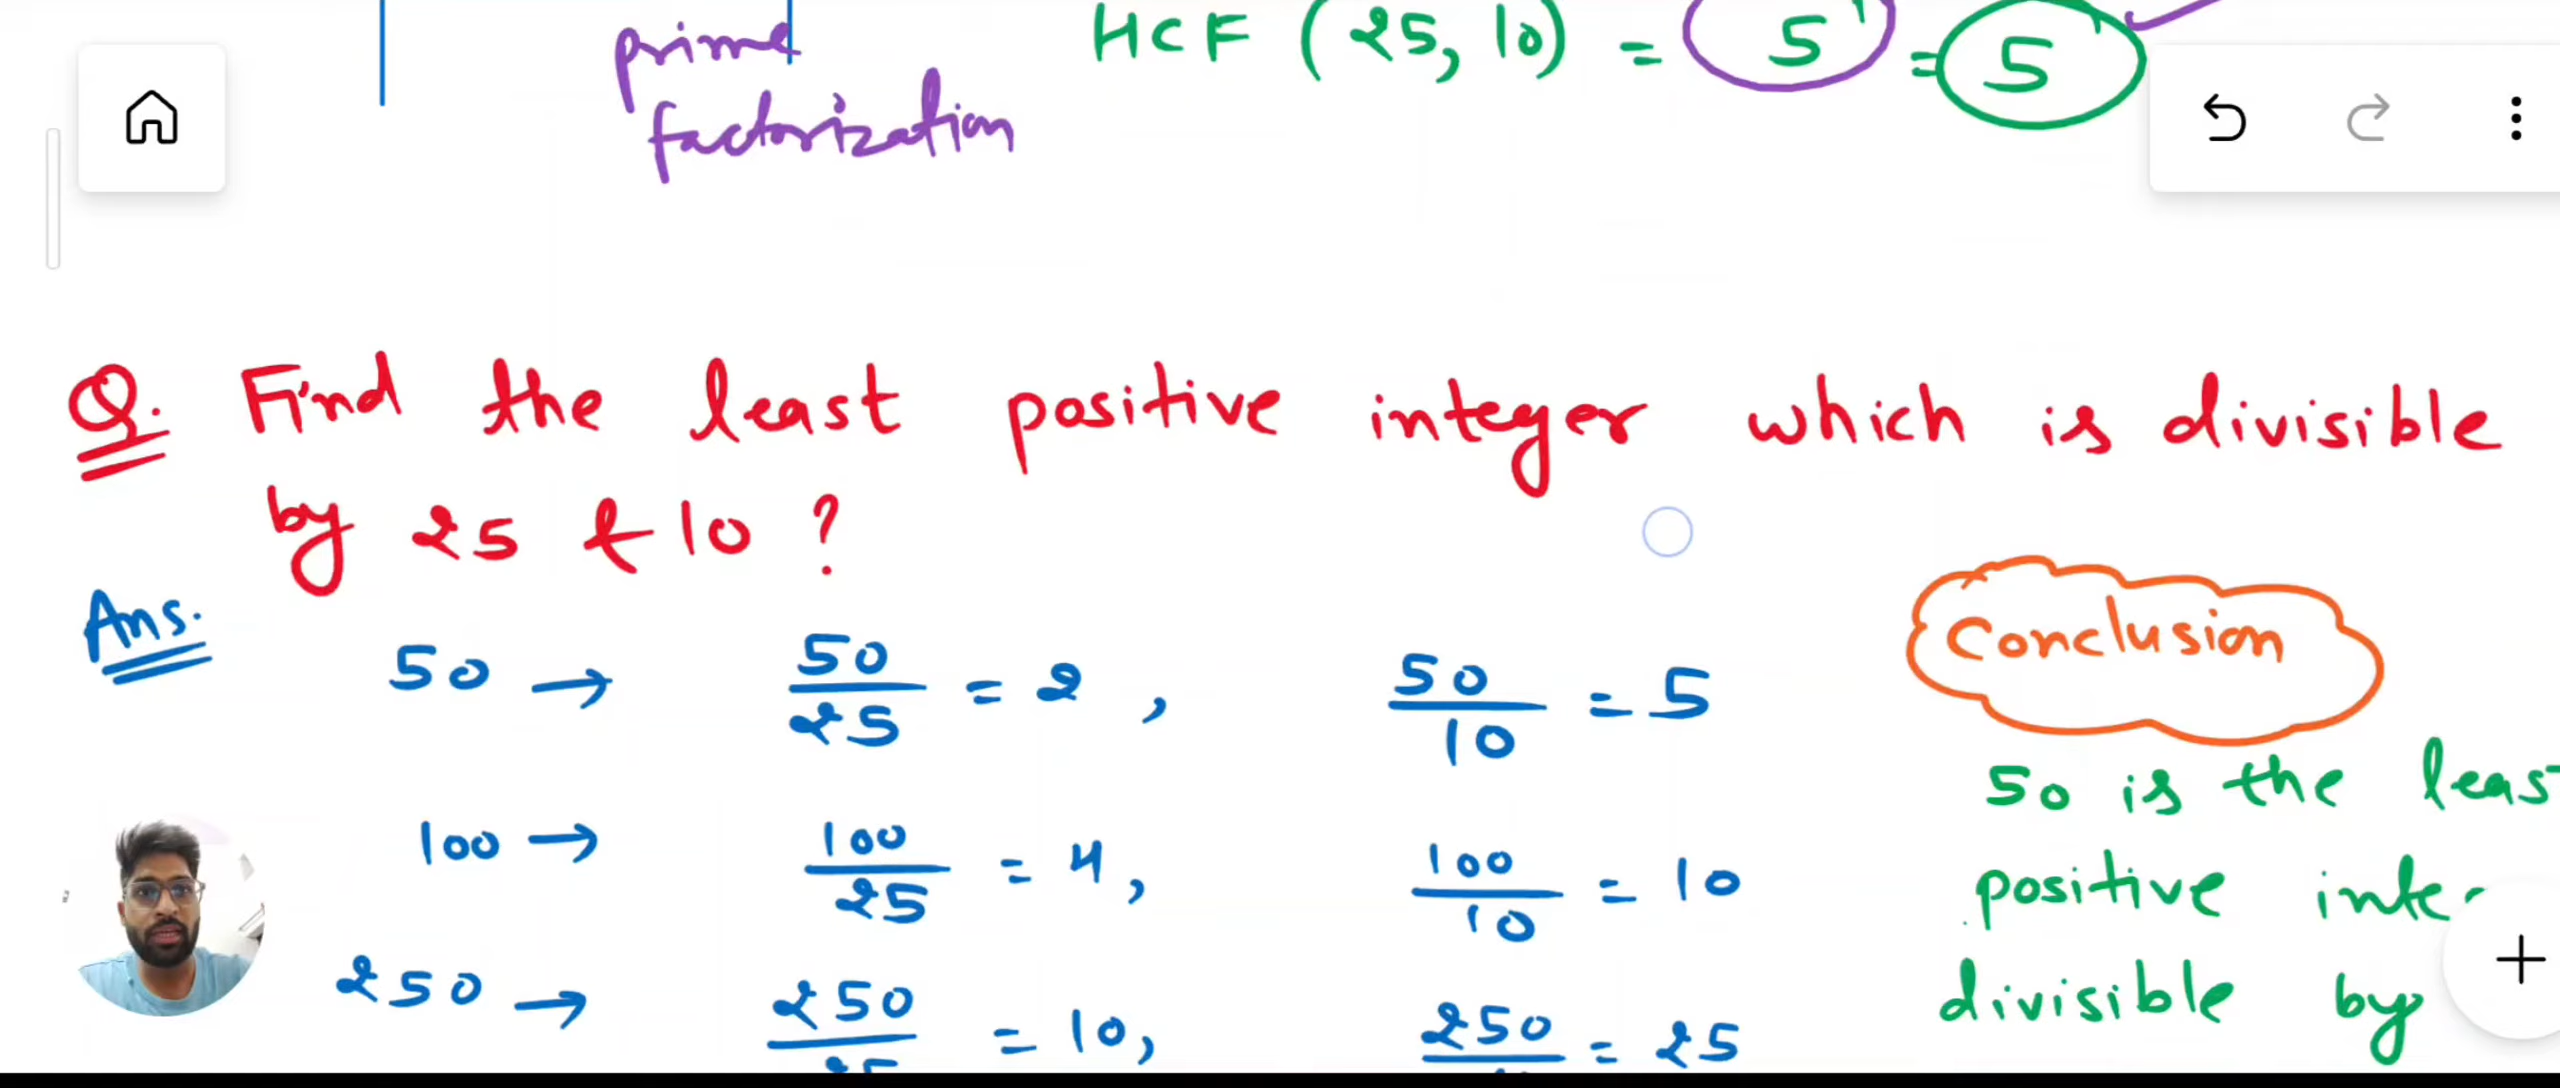 prime
factorization
HCF (25, 10) = 5¹ = 5
Q. Find the least positive integer which is divisible
by 25 & 10 ?
Ans.
50 → 50/25 = 2 , 50/10 = 5
100 → 100/25 = 4, 100/10 = 10
250 → 250/25 = 10, 250 = 25
Conclusion
50 is the leas
positive inte
divisible by